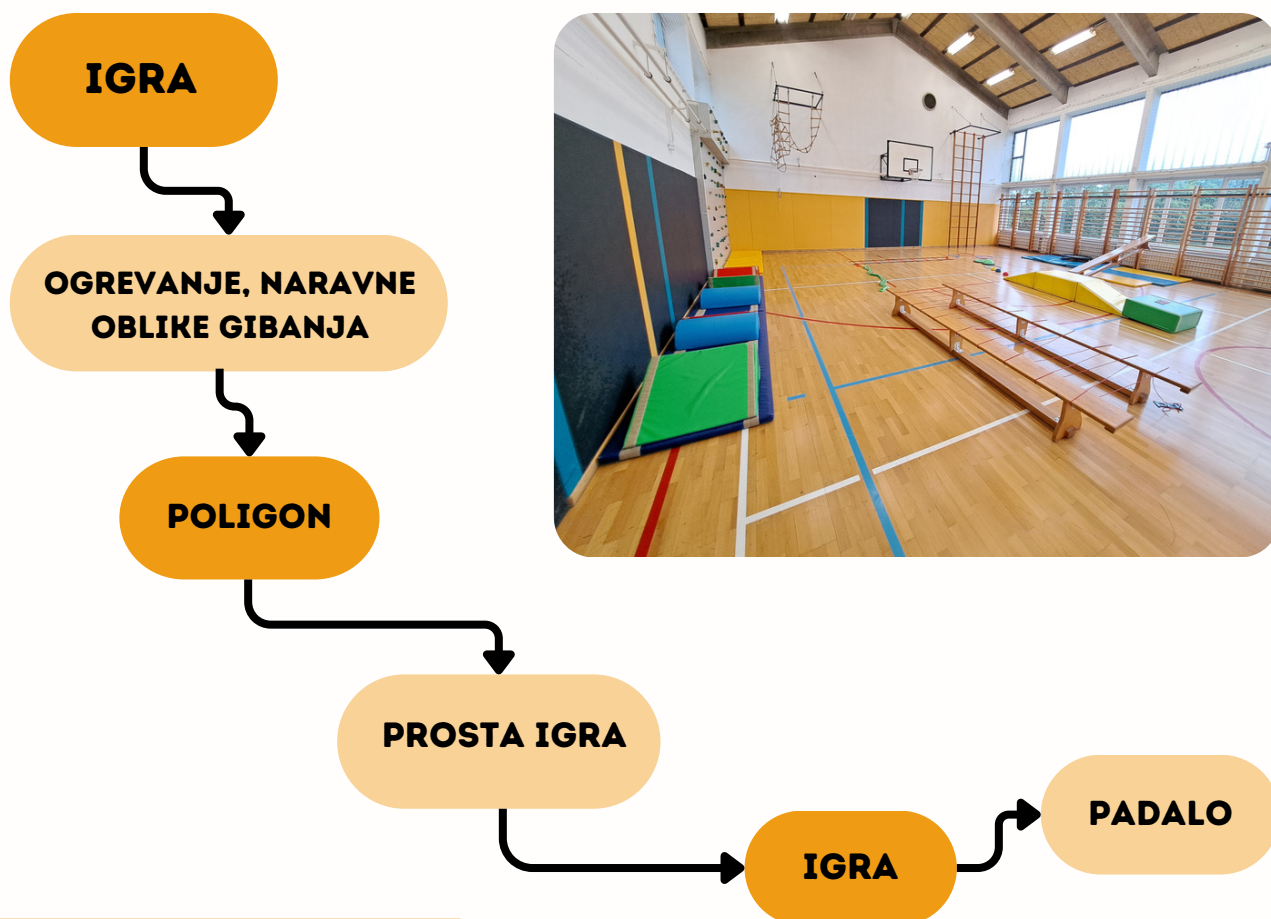 IGRA
OGREVANJE, NARAVNE
OBLIKE GIBANJA
POLIGON
PROSTA IGRA
IGRA
PADALO